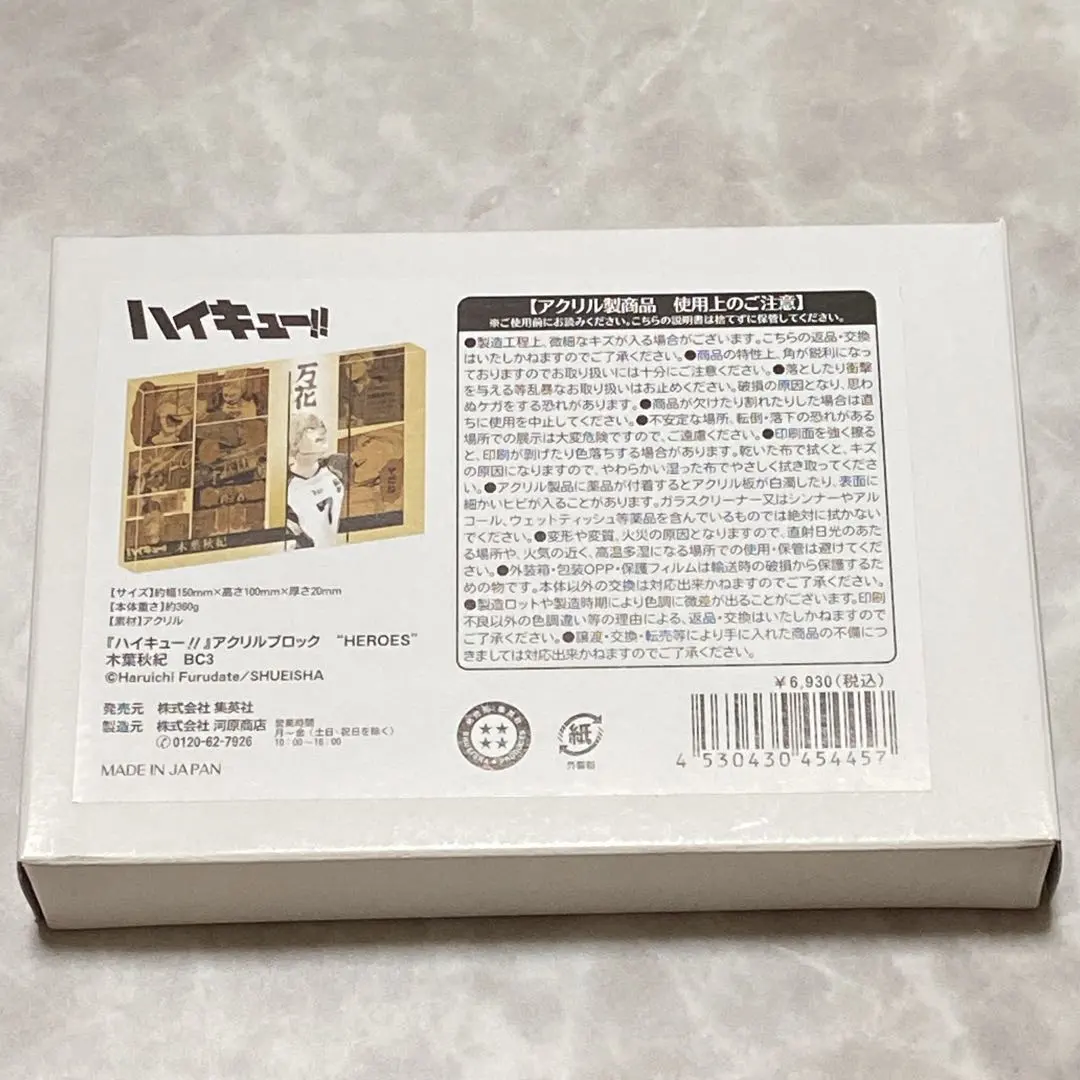 ハイキュー!!
万花
木葉秋紀
【サイズ】約幅150mm×高さ100mm×厚さ20mm
【本体重さ】約360g
【素材】アクリル
『ハイキュー!!』アクリルブロック “HEROES”
木葉秋紀 BC3
©Haruichi Furudate/SHUEISHA
発売元 株式会社 集英社
製造元 株式会社 河原商店 営業時間
月～金(土日・祝日を除く)
0120-62-7926 10:00～16:00
MADE IN JAPAN
【アクリル製商品 使用上のご注意】
※ご使用前にお読みください。こちらの説明書は捨てずに保管してください。
●製造工程上、微細なキズが入る場合がございます。こちらの返品・交換
はいたしかねますのでご了承ください。●商品の特性上、角が鋭利になっ
ておりますのでお取り扱いには十分にご注意ください。●落としたり衝撃
を与える等乱暴なお取り扱いはお止めください。破損の原因となり、思わ
ぬケガをする恐れがあります。●商品が欠けたり割れたりした場合は直
ちに使用を中止してください。●不安定な場所、転倒・落下の恐れがある
場所での展示は大変危険ですので、ご遠慮ください。●印刷面を強く擦る
と、印刷が剥げたり色落ちする場合があります。乾いた布で拭くと、キズ
の原因になりますので、やわらかい湿った布でやさしく拭き取ってくださ
い。●アクリル製品に薬品が付着するとアクリル板が白濁したり、表面に
細かいヒビが入ることがあります。ガラスクリーナー又はシンナーやアル
コール、ウェットティッシュ等薬品を含んでいるものでは絶対に拭かない
でください。●変形や変質、火災の原因となりますので、直射日光のあた
る場所や、火気の近く、高温多湿になる場所での使用・保管は避けてくだ
さい。●外装箱・包装OPP・保護フィルムは輸送時の破損から保護するた
めの物です。本体以外の交換は対応出来かねますのでご了承ください。
●製造ロットや製造時期により色調に微差が出ることがございます。印刷
不良以外の色調違い等の理由による、返品・交換はいたしかねますのでご
了承ください。●譲渡・交換・転売等により手に入れた商品の不備につ
きましては対応出来かねますのでご了承ください。
¥6,930(税込)
紙
外装箱
4 530430 454457